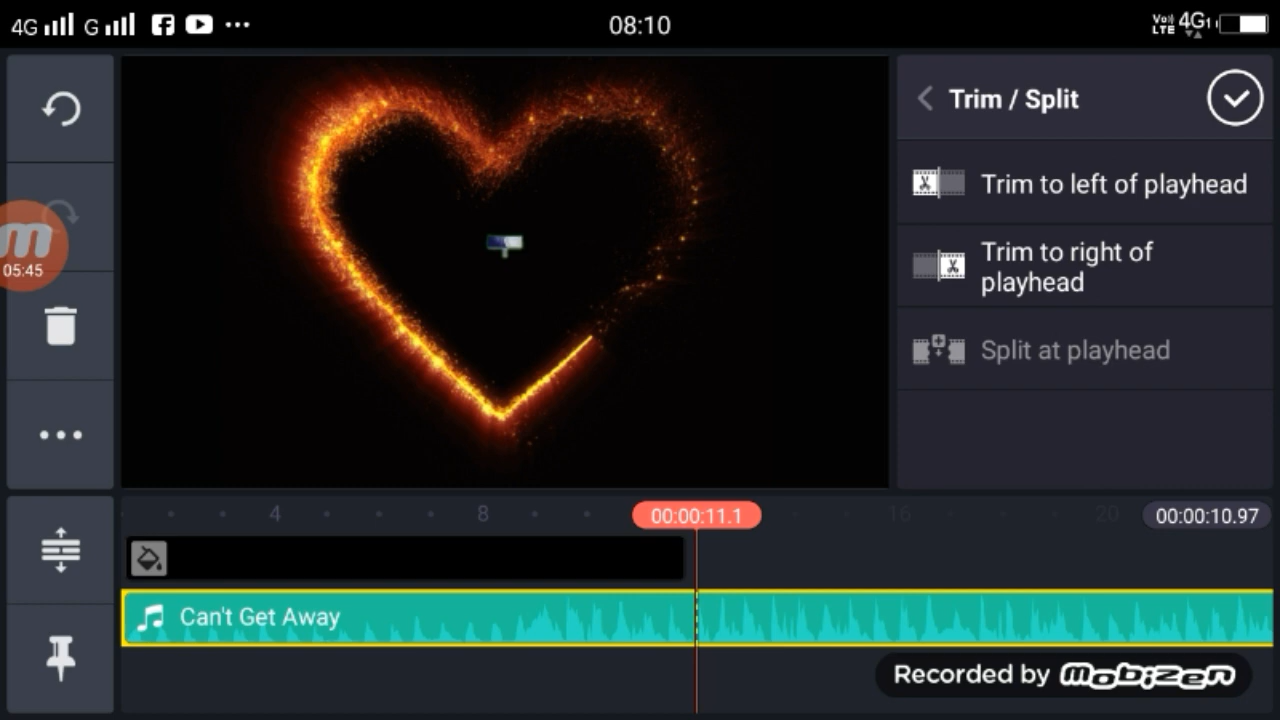 4G G 08:10 Vo)) LTE 4G
Trim / Split
Trim to left of playhead
m
05:45
Trim to right of
playhead
Split at playhead
4 8 00:00:11.1 16 20 00:00:10.97
Can't Get Away
Recorded by mobizen